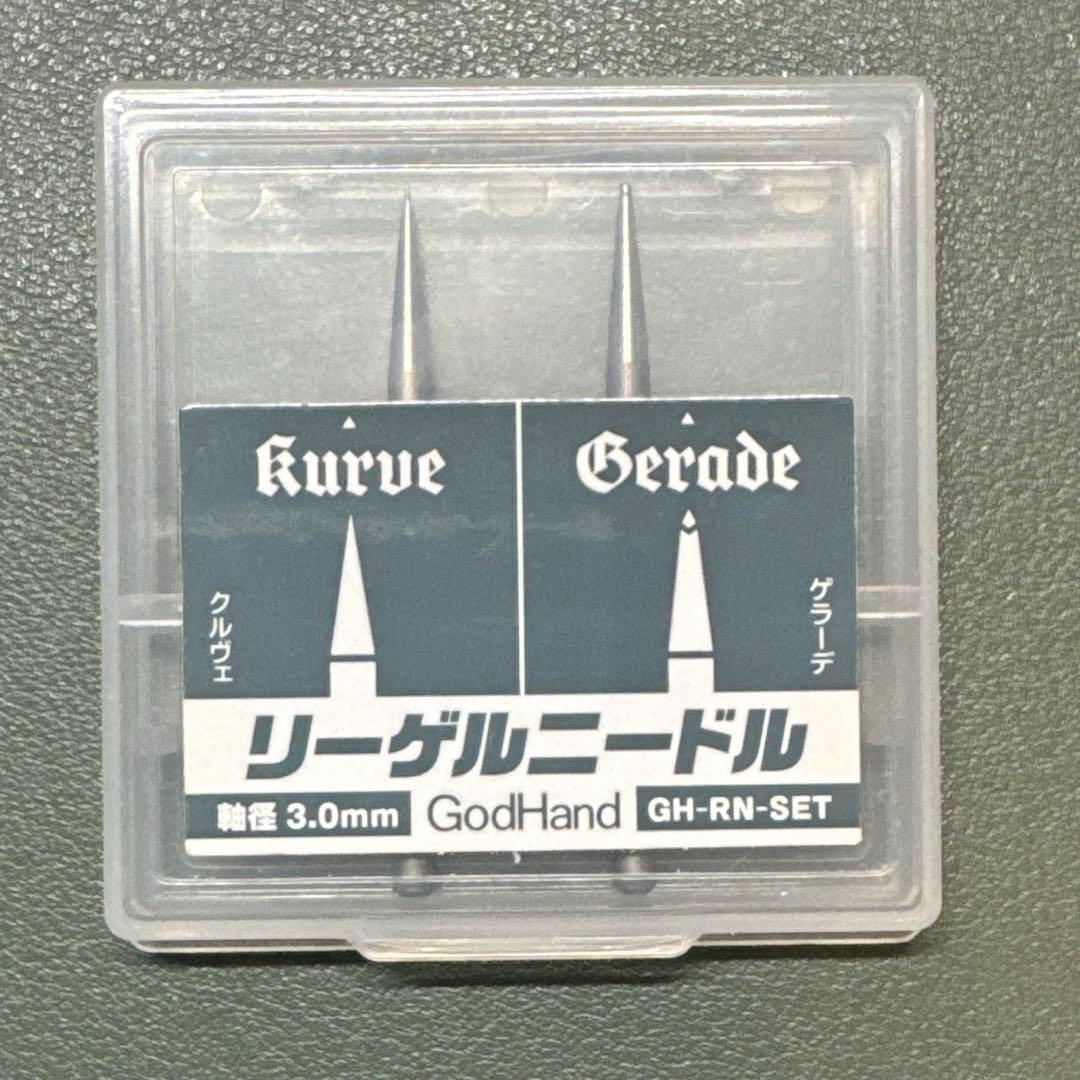 Kurve
Gerade
クルヴェ
ゲラーデ
リーゲルニードル
軸径 3.0mm
GodHand
GH-RN-SET